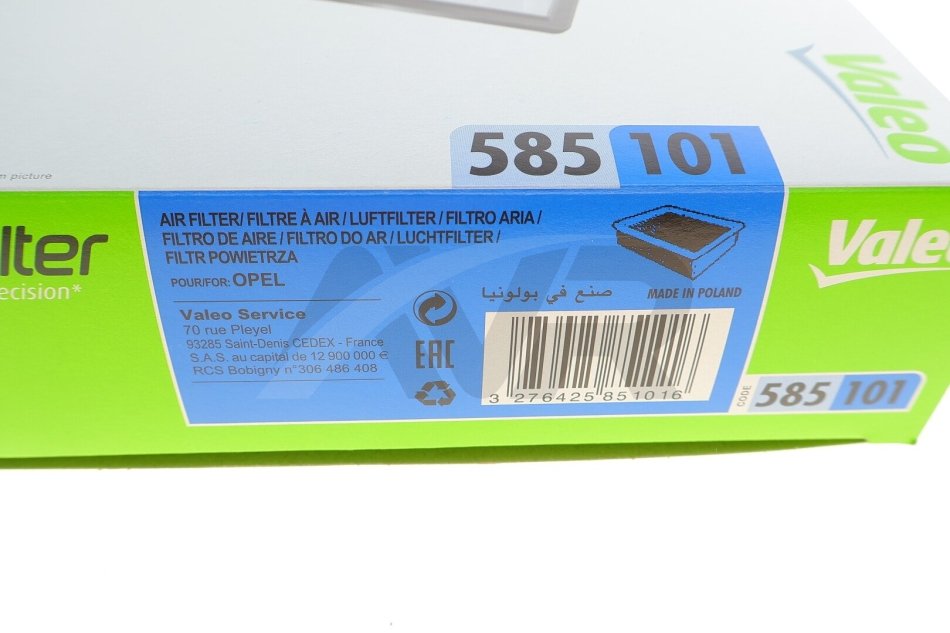 Valeo
585 101
m picture
AIR FILTER/ FILTRE À AIR / LUFTFILTER / FILTRO ARIA /
FILTRO DE AIRE / FILTRO DO AR / LUCHTFILTER /
FILTR POWIETRZA
POUR/FOR: OPEL
Valeo Service
70 rue Pleyel
93285 Saint-Denis CEDEX - France
S.A.S. au capital de 12 900 000 €
RCS Bobigny n°306 486 408
EAC
صنع في بولونيا
MADE IN POLAND
3 276425 851016
CODE 585 101
ilter
ecision*
Vale